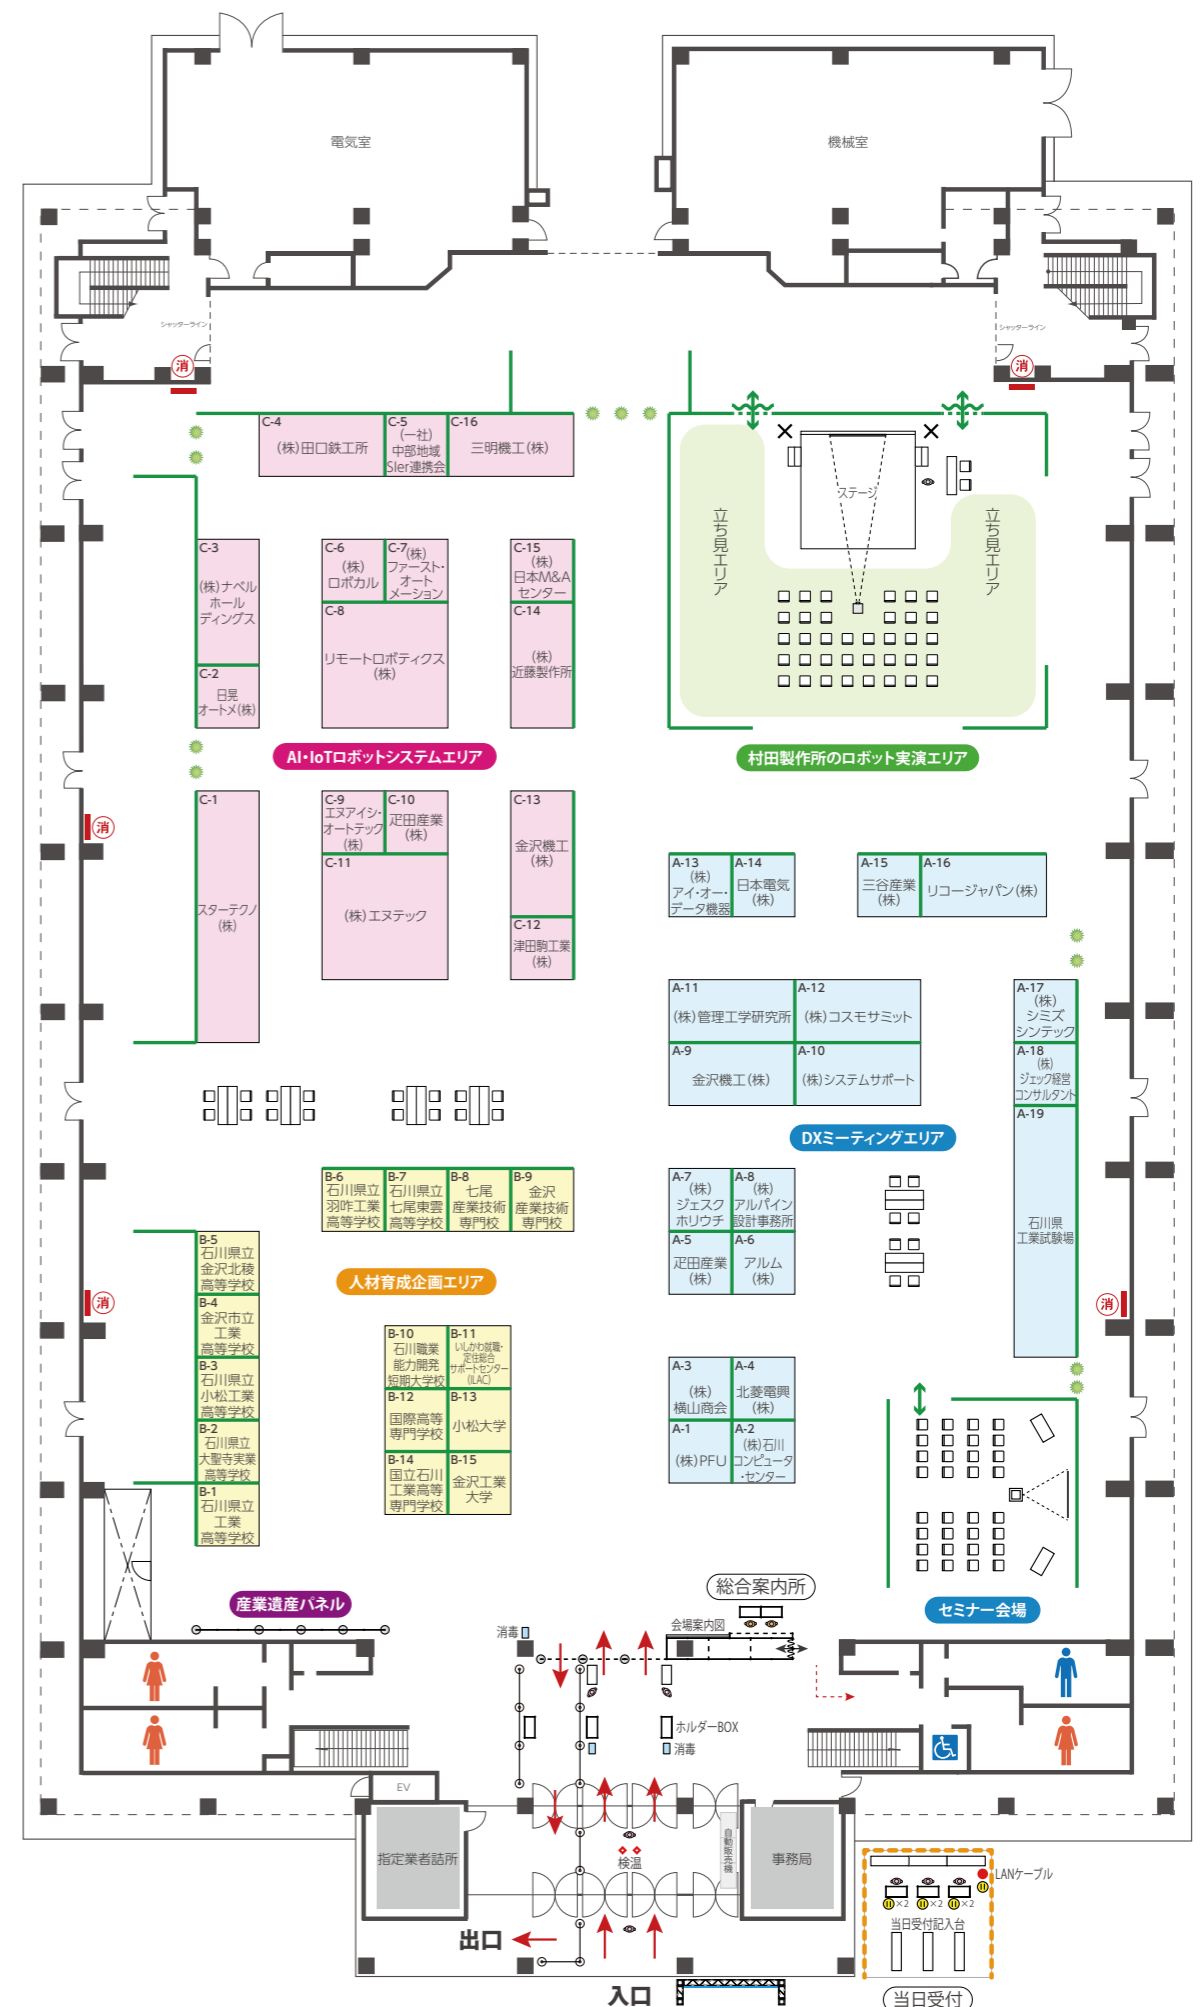 電気室
機械室
シャッターライン
シャッターライン
消
消
C-4
(株)田口鉄工所
C-5
(一社)
中部地域
SIer連携会
C-16
三明機工(株)
ステージ
立ち見エリア
立ち見エリア
C-3
(株)ナベル
ホール
ディングス
C-2
日晃
オートメ(株)
C-6
(株)
ロボカル
C-7
(株)
ファースト・
オート
メーション
C-8
リモートロボティクス
(株)
C-15
(株)
日本M&A
センター
C-14
(株)
近藤製作所
AI・IoTロボットシステムエリア
村田製作所のロボット実演エリア
C-1
スターテクノ
(株)
C-9
エヌアイシ・
オートテック
(株)
C-10
疋田産業
(株)
C-11
(株)エヌテック
C-13
金沢機工
(株)
C-12
津田駒工業
(株)
消
A-13
(株)
アイ・オー・
データ機器
A-14
日本電気
(株)
A-15
三谷産業
(株)
A-16
リコージャパン(株)
A-11
(株)管理工学研究所
A-12
(株)コスモサミット
A-9
金沢機工(株)
A-10
(株)システムサポート
A-17
(株)
シミズ
シンテック
A-18
(株)
ジェック経営
コンサルタント
A-19
石川県
工業試験場
DXミーティングエリア
B-6
石川県立
羽咋工業
高等学校
B-7
石川県立
七尾東雲
高等学校
B-8
七尾
産業技術
専門校
B-9
金沢
産業技術
専門校
A-7
(株)
ジェスク
ホリウチ
A-8
(株)
アルパイン
設計事務所
A-5
疋田産業
(株)
A-6
アルム
(株)
B-5
石川県立
金沢北稜
高等学校
B-4
金沢市立
工業
高等学校
B-3
石川県立
小松工業
高等学校
B-2
石川県立
大聖寺実業
高等学校
B-1
石川県立
工業
高等学校
人材育成企画エリア
消
消
B-10
石川職業
能力開発
短期大学校
B-11
いしかわ就職・
定住総合
サポートセンター
(ILAC)
B-12
国際高等
専門学校
B-13
小松大学
B-14
国立石川
工業高等
専門学校
B-15
金沢工業
大学
A-3
(株)
横山商会
A-4
北菱電興
(株)
A-1
(株)PFU
A-2
(株)石川
コンピュータ
・センター
産業遺産パネル
総合案内所
セミナー会場
会場案内図
消毒
ホルダーBOX
消毒
EV
指定業者詰所
検温
自動販売機
事務局
LANケーブル
×2
×2
×2
当日受付記入台
出口
入口
当日受付